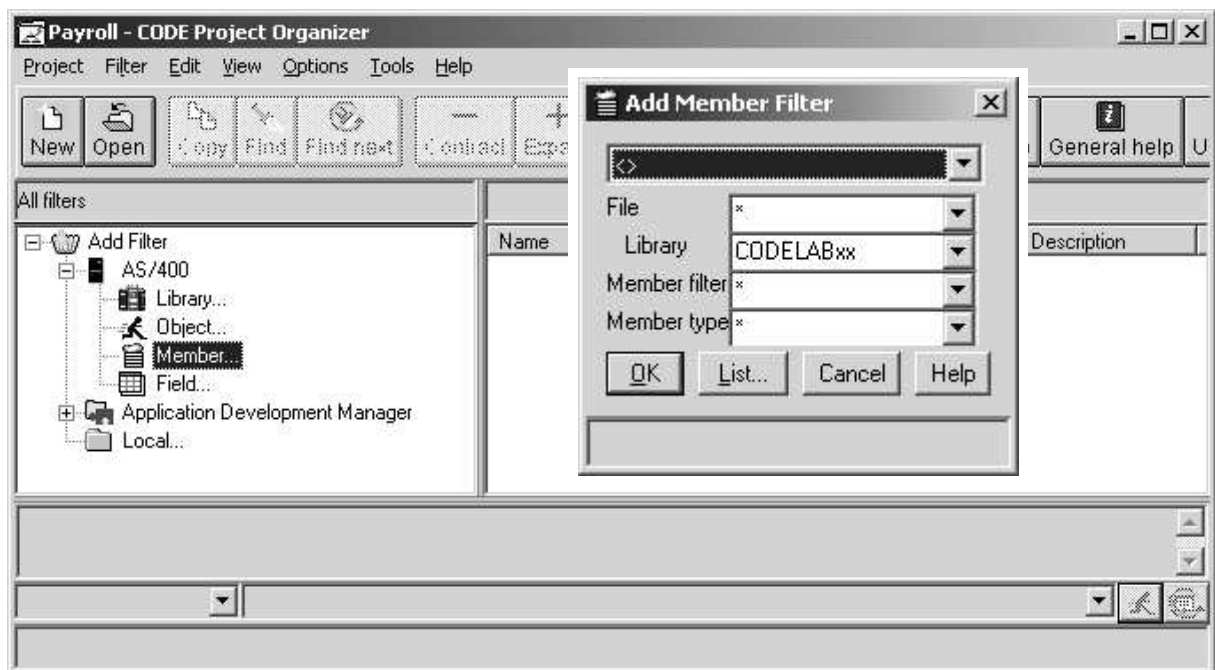 Payroll - CODE Project Organizer
Project Filter Edit View Options Tools Help
New Open Copy Find Find next Contract General help U
Add Member Filter
<>
File *
Library CODELABxx
Member filter *
Member type *
OK List... Cancel Help
All filters
Add Filter
AS/400
Library...
Object...
Member...
Field...
Application Development Manager
Local...
Name Description